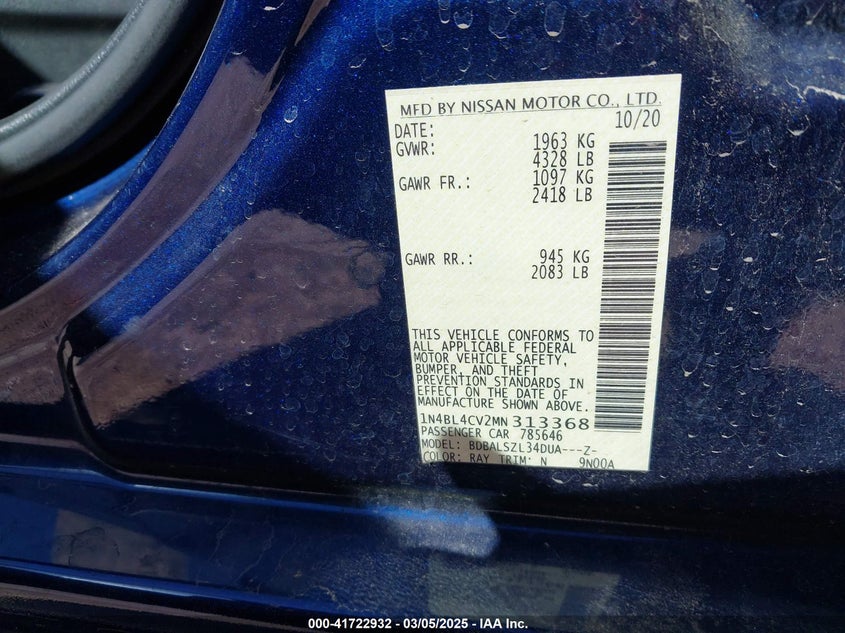 MFD BY NISSAN MOTOR CO., LTD.
DATE: 10/20
GVWR: 1963 KG
4328 LB
GAWR FR.: 1097 KG
2418 LB
GAWR RR.: 945 KG
2083 LB
THIS VEHICLE CONFORMS TO
ALL APPLICABLE FEDERAL
MOTOR VEHICLE SAFETY,
BUMPER, AND THEFT
PREVENTION STANDARDS IN
EFFECT ON THE DATE OF
MANUFACTURE SHOWN ABOVE.
1N4BL4CV2MN313368
PASSENGER CAR 785646
MODEL: BDBALSZL34DUA---Z-
COLOR: RAY TRIM: N 9N00A
000-41722932 — 03/05/2025 — IAA Inc.